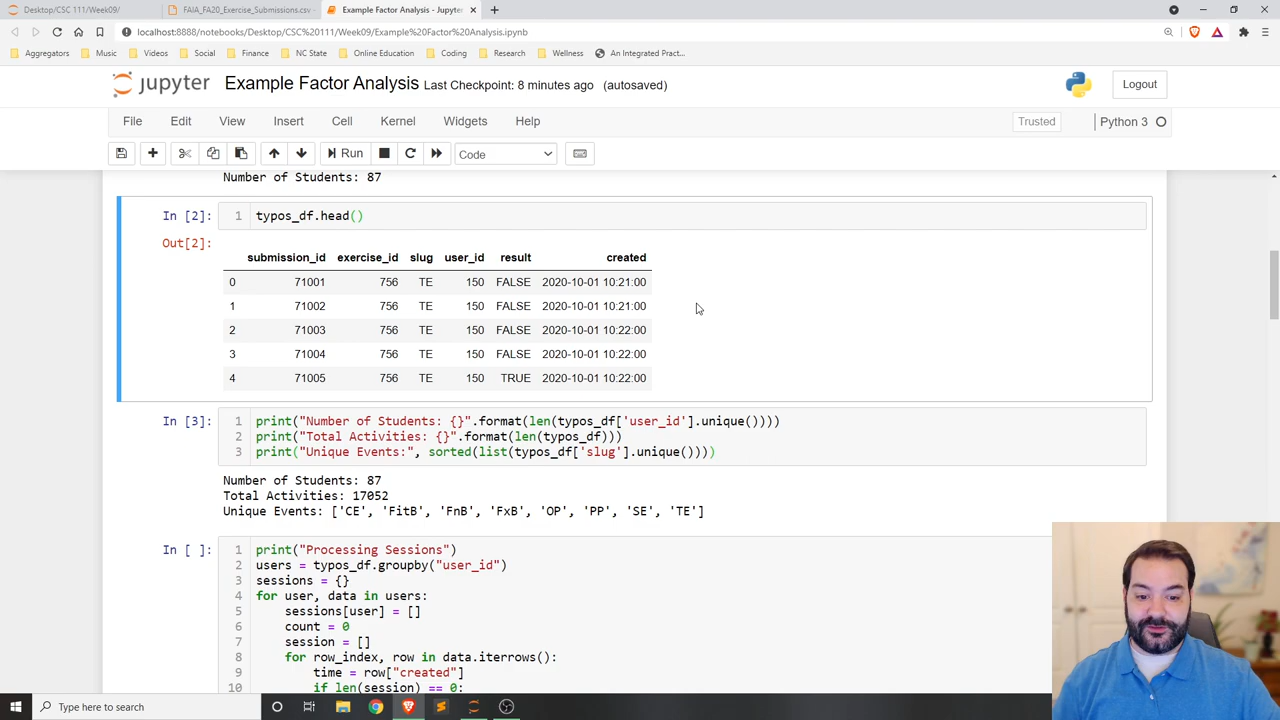 Desktop/CSC 111/Week09/
FAIA_FA20_Exercise_Submissions.csv
Example Factor Analysis - Jupyter
localhost:8888/notebooks/Desktop/CSC%20111/Week09/Example%20Factor%20Analysis.ipynb
Aggregators Music Videos Social Finance NC State Online Education Coding Research Wellness An Integrated Pract...
jupyter Example Factor Analysis Last Checkpoint: 8 minutes ago (autosaved)
Logout
File Edit View Insert Cell Kernel Widgets Help
Trusted
Python 3
Run
Code
Number of Students: 87
In [2]: 1 typos_df.head()
Out[2]:
submission_id exercise_id slug user_id result created
0 71001 756 TE 150 FALSE 2020-10-01 10:21:00
1 71002 756 TE 150 FALSE 2020-10-01 10:21:00
2 71003 756 TE 150 FALSE 2020-10-01 10:22:00
3 71004 756 TE 150 FALSE 2020-10-01 10:22:00
4 71005 756 TE 150 TRUE 2020-10-01 10:22:00
In [3]: 1 print("Number of Students: {}".format(len(typos_df['user_id'].unique())))
2 print("Total Activities: {}".format(len(typos_df)))
3 print("Unique Events:", sorted(list(typos_df['slug'].unique())))
Number of Students: 87
Total Activities: 17052
Unique Events: ['CE', 'FitB', 'FnB', 'FxB', 'OP', 'PP', 'SE', 'TE']
In [ ]: 1 print("Processing Sessions")
2 users = typos_df.groupby("user_id")
3 sessions = {}
4 for user, data in users:
5 sessions[user] = []
6 count = 0
7 session = []
8 for row_index, row in data.iterrows():
9 time = row["created"]
10 if len(session) == 0:
Type here to search